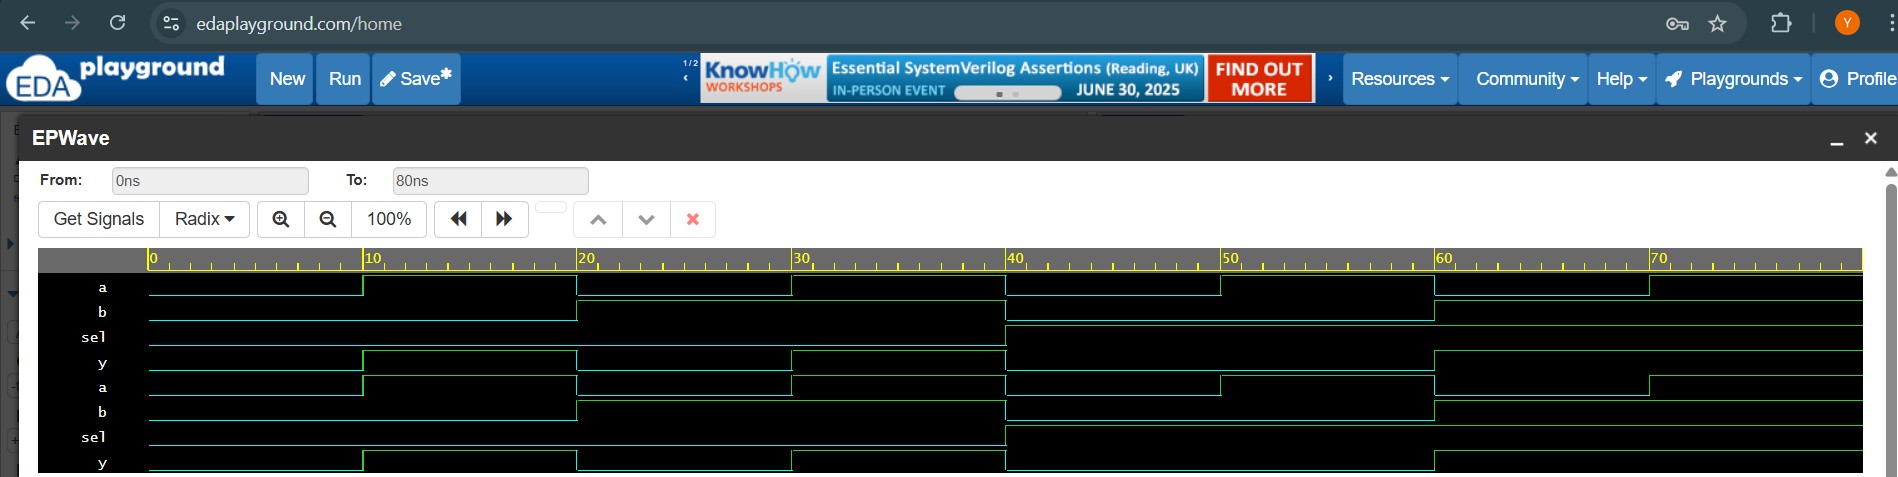 edaplayground.com/home
Y
EDA playground
New Run Save*
1/2
KnowHow WORKSHOPS
Essential SystemVerilog Assertions (Reading, UK)
IN-PERSON EVENT JUNE 30, 2025
FIND OUT MORE
Resources Community Help Playgrounds Profile
EPWave
From: 0ns To: 80ns
Get Signals Radix 100%
0 10 20 30 40 50 60 70
a
b
sel
y
a
b
sel
y